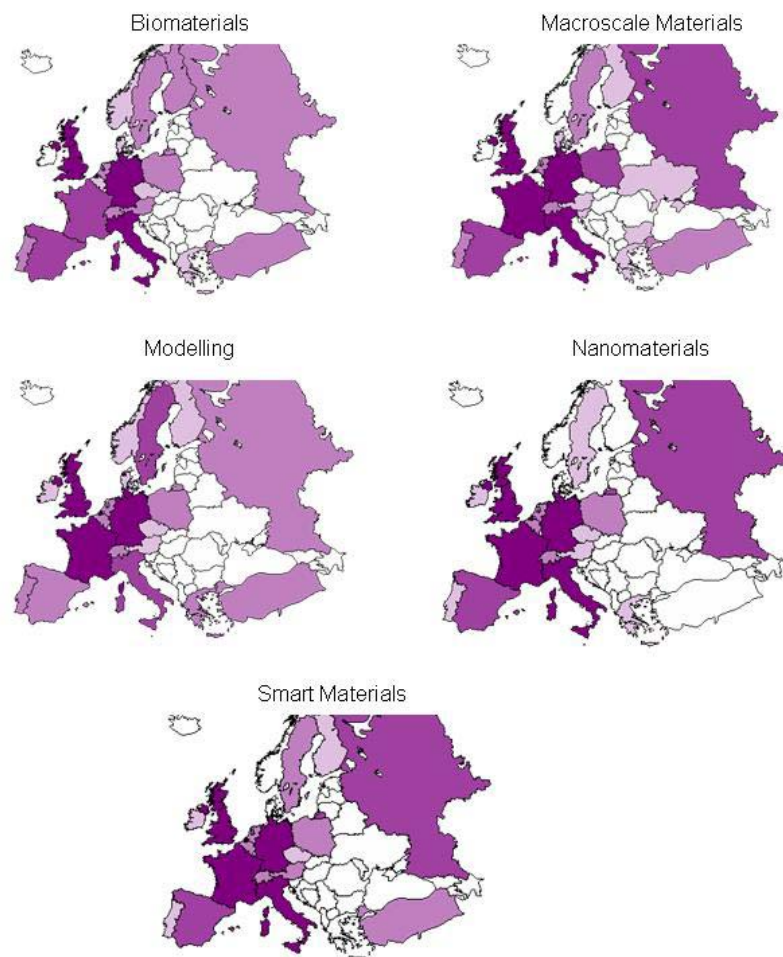 Biomaterials
Macroscale Materials
Modelling
Nanomaterials
Smart Materials